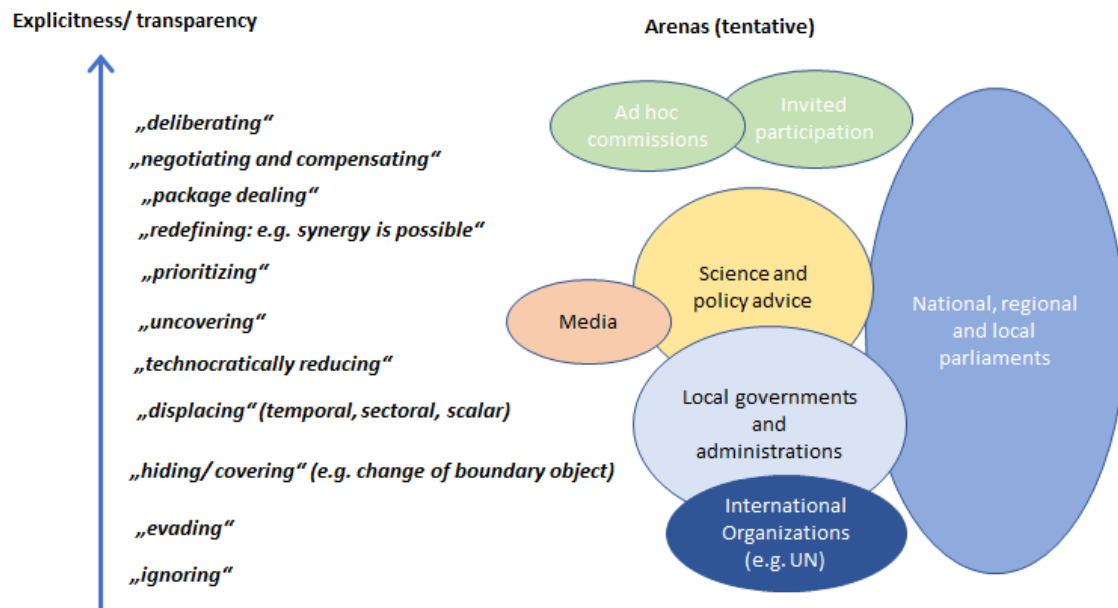 Explicitness/ transparency
Arenas (tentative)
„deliberating“
„negotiating and compensating“
„package dealing“
„redefining: e.g. synergy is possible“
„prioritizing“
„uncovering“
„technocratically reducing“
„displacing“ (temporal, sectoral, scalar)
„hiding/ covering“ (e.g. change of boundary object)
„evading“
„ignoring“
Ad hoc
commissions
Invited
participation
Science and
policy advice
Media
National, regional
and local
parliaments
Local governments
and
administrations
International
Organizations
(e.g. UN)